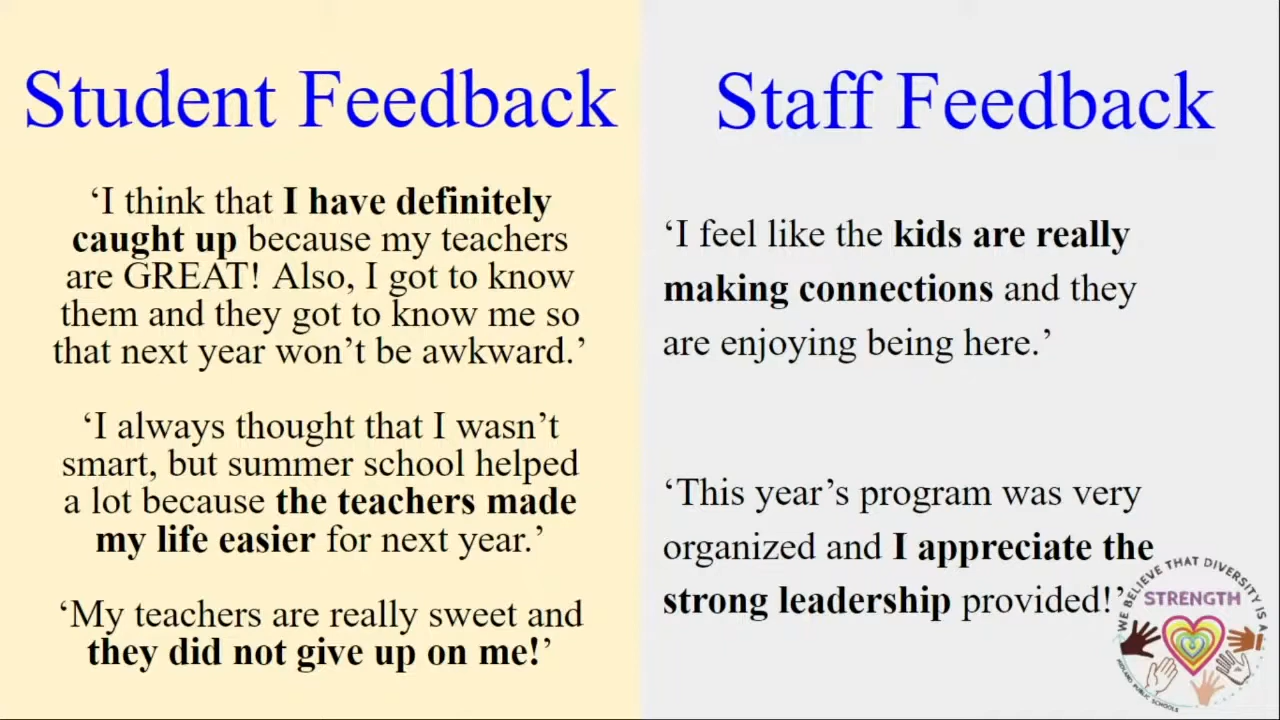 Student Feedback
‘I think that I have definitely
caught up because my teachers
are GREAT! Also, I got to know
them and they got to know me so
that next year won’t be awkward.’
‘I always thought that I wasn’t
smart, but summer school helped
a lot because the teachers made
my life easier for next year.’
‘My teachers are really sweet and
they did not give up on me!’
Staff Feedback
‘I feel like the kids are really
making connections and they
are enjoying being here.’
‘This year’s program was very
organized and I appreciate the
strong leadership provided!’
WE BELIEVE THAT DIVERSITY IS A
STRENGTH
PUBLIC SCHOOLS